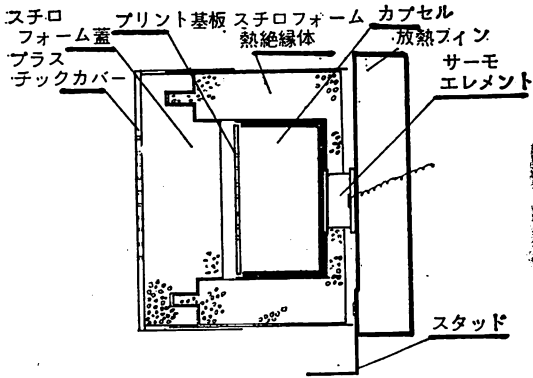 スチロ
フォーム蓋
プラス
チックカバー
プリント基板
スチロフォーム
熱絶縁体
カプセル
放熱フィン
サーモ
エレメント
スタッド